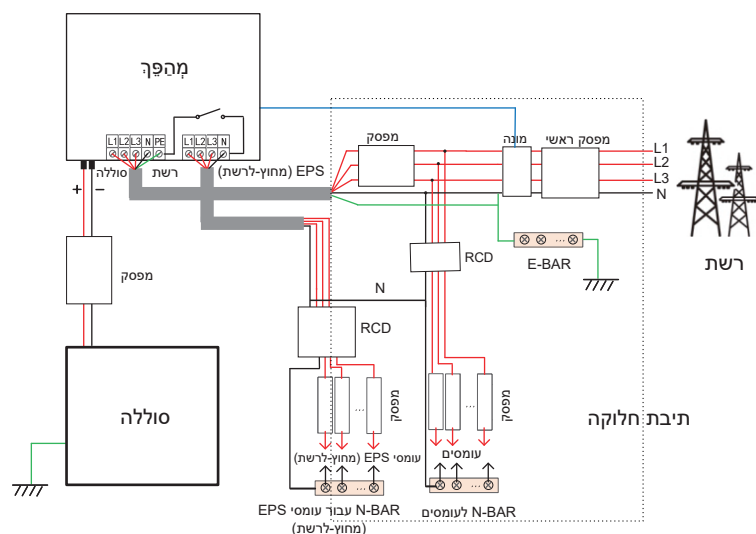 מְהַפֵּךְ
L1 L2 L3 N PE
L1 L2 L3 N
סוללה
רשת
EPS (מחוץ-לרשת)
+
–
מפסק
סוללה
מפסק
מונה
מפסק ראשי
L1
L2
L3
N
רשת
E-BAR
RCD
N
RCD
מפסק
...
מפסק
...
עומסי EPS (מחוץ-לרשת)
עומסים
...
...
N-BAR עבור עומסי EPS
(מחוץ-לרשת)
N-BAR לעומסים
...
תיבת חלוקה